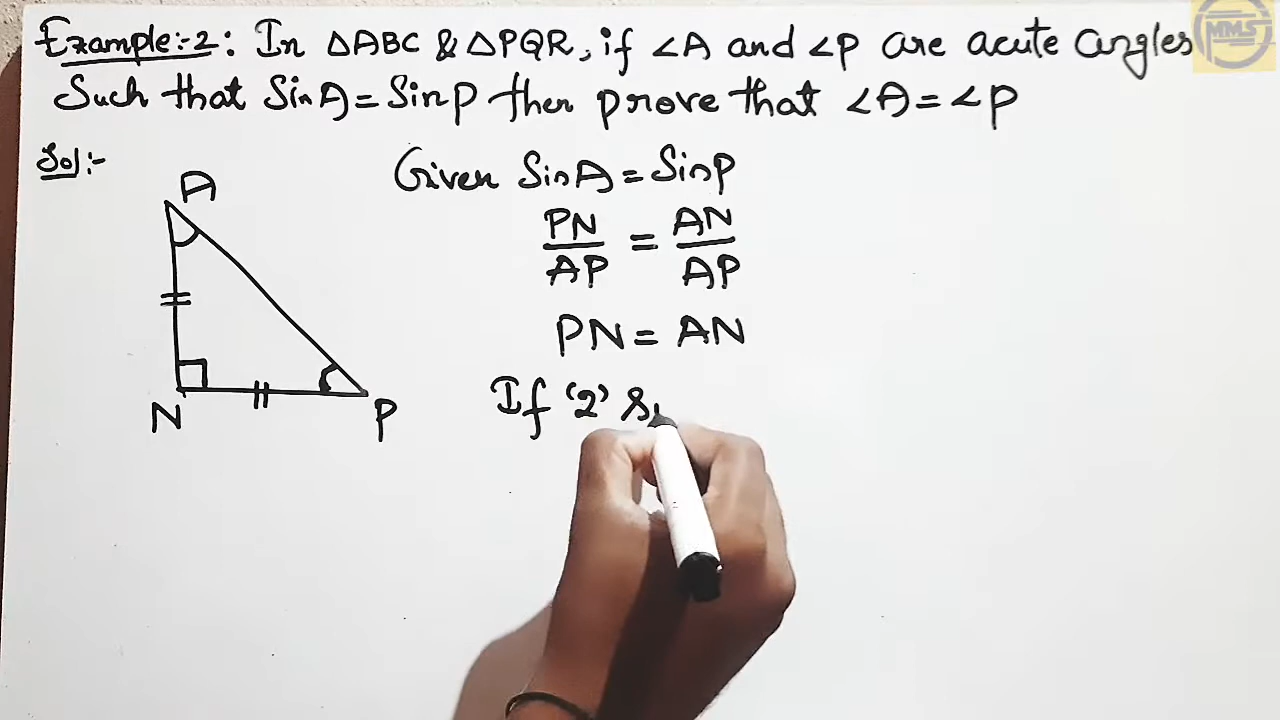 Example:-2: In △ABC & △PQR, if ∠A and ∠P are acute angles
Such that SinA = SinP then prove that ∠A = ∠P
MMS
Sol:-
Given SinA = SinP
A
PN/AP = AN/AP
PN = AN
If '2' s
N
P